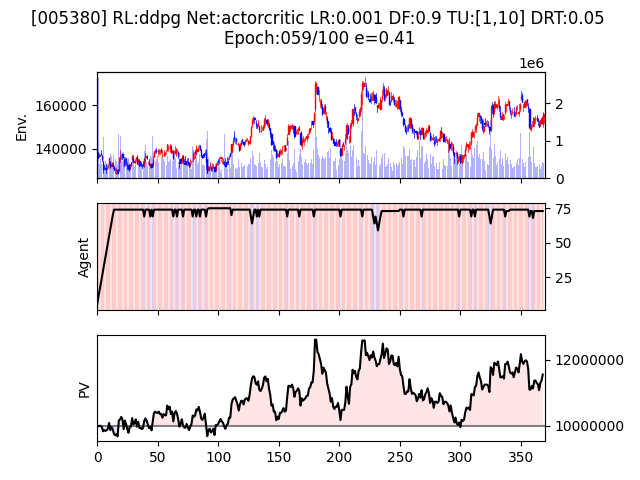 [005380] RL:ddpg Net:actorcritic LR:0.001 DF:0.9 TU:[1,10] DRT:0.05
Epoch:059/100 e=0.41
1e6
Env.
160000
140000
2
1
0
Agent
75
50
25
PV
12000000
10000000
0 50 100 150 200 250 300 350